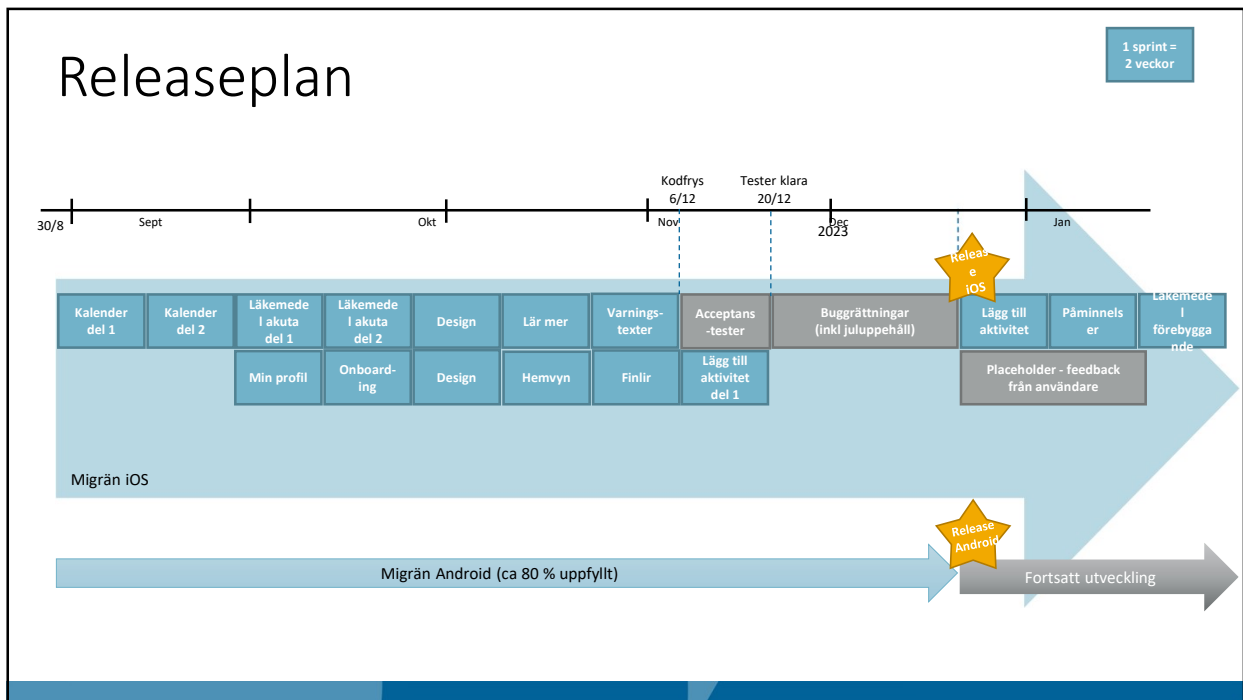 1 sprint =
2 veckor
Releaseplan
Kodfrys
6/12
Tester klara
20/12
30/8
Sept
Okt
Nov
Dec
2023
Jan
Releas
e
iOS
Kalender
del 1
Kalender
del 2
Läkemede
l akuta
del 1
Läkemede
l akuta
del 2
Design
Lär mer
Varnings-
texter
Acceptans
-tester
Buggrättningar
(inkl juluppehåll)
Lägg till
aktivitet
Påminnels
er
Läkemede
l
förebygga
nde
Min profil
Onboard-
ing
Design
Hemvyn
Finlir
Lägg till
aktivitet
del 1
Placeholder - feedback
från användare
Migrän iOS
Release
Android
Migrän Android (ca 80 % uppfyllt)
Fortsatt utveckling